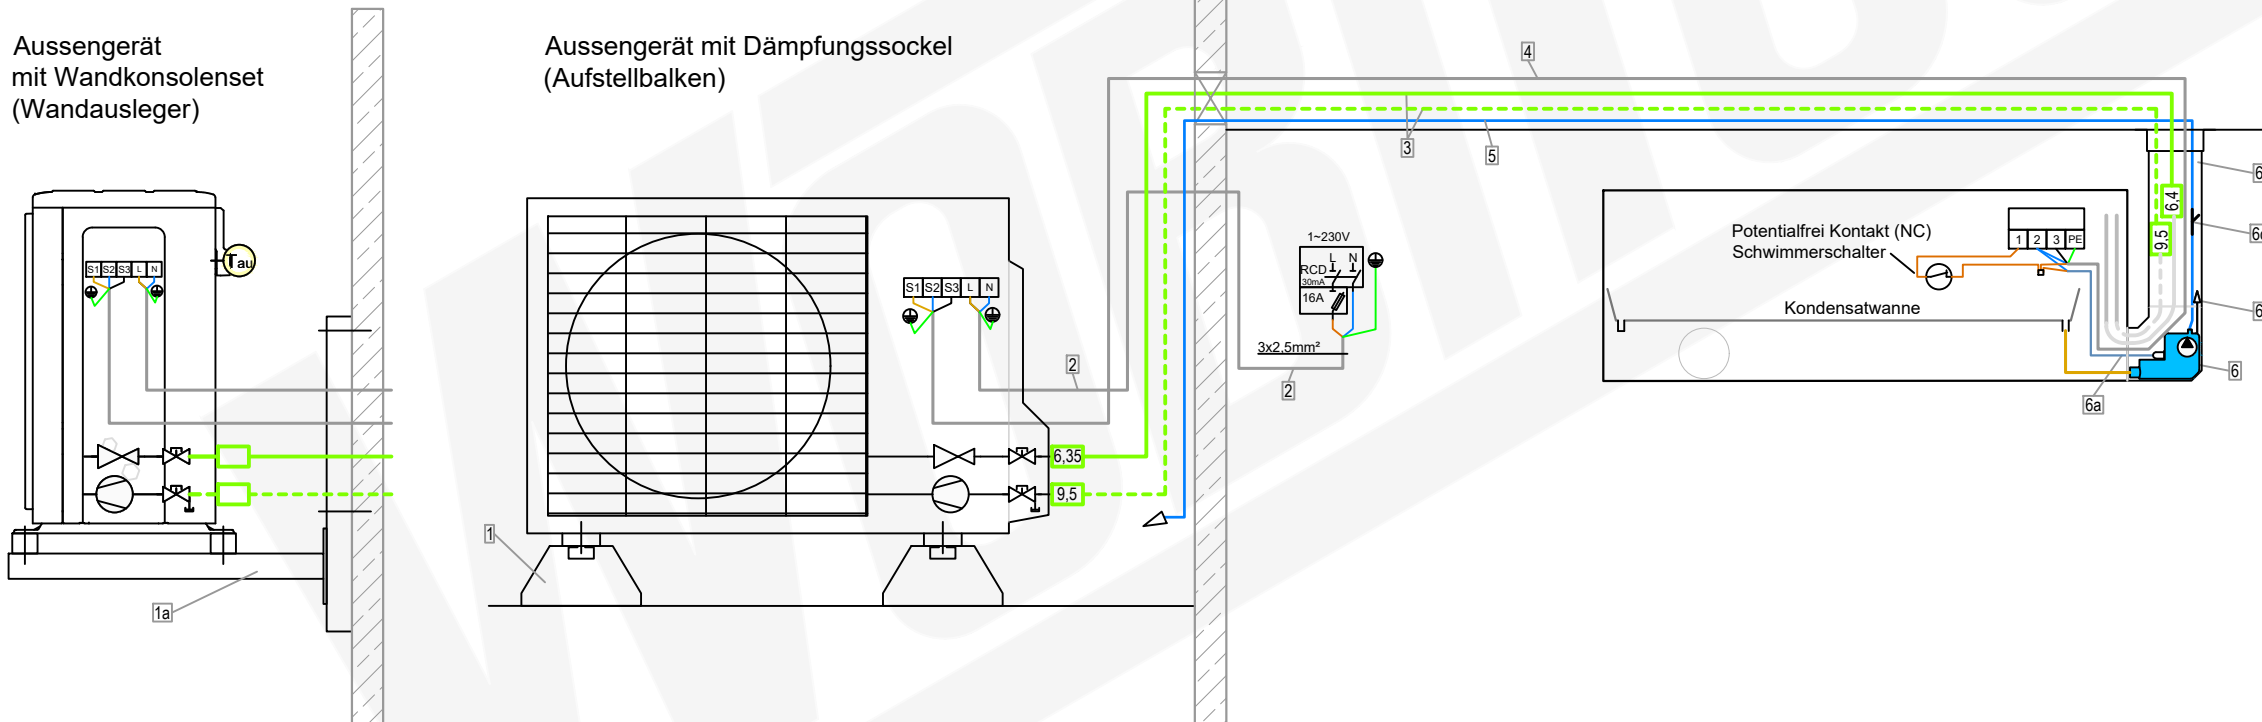 Aussengerät
mit Wandkonsolenset
(Wandausleger)
Aussengerät mit Dämpfungssockel
(Aufstellbalken)
4
3
5
6
6,4
9.5
Potentialfrei Kontakt (NC)
Schwimmerschalter
1 2 3 PE
1~230V
L N
RCD
30mA
16A
Tau
S1 S2 S3 L N
S1 S2 S3 L N
Kondensatwanne
3x2,5mm²
2
2
6
6a
6,35
9,5
1
1a